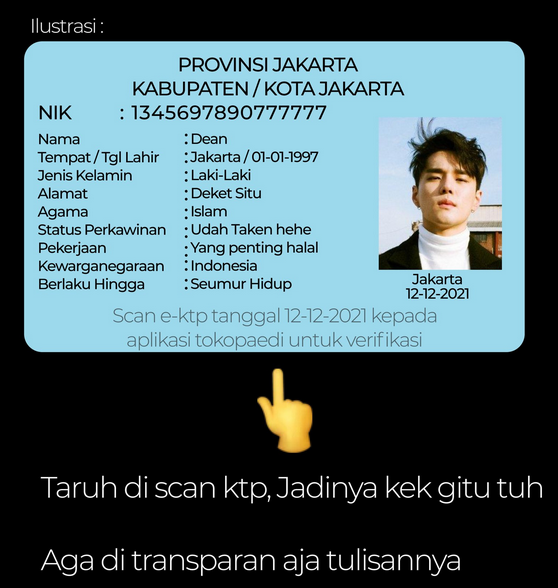 Ilustrasi :
PROVINSI JAKARTA
KABUPATEN / KOTA JAKARTA
NIK : 1345697890777777
Nama : Dean
Tempat / Tgl Lahir : Jakarta / 01-01-1997
Jenis Kelamin : Laki-Laki
Alamat : Deket Situ
Agama : Islam
Status Perkawinan : Udah Taken hehe
Pekerjaan : Yang penting halal
Kewarganegaraan : Indonesia
Berlaku Hingga : Seumur Hidup
Jakarta
12-12-2021
Scan e-ktp tanggal 12-12-2021 kepada
aplikasi tokopaedi untuk verifikasi
Taruh di scan ktp, Jadinya kek gitu tuh
Aga di transparan aja tulisannya